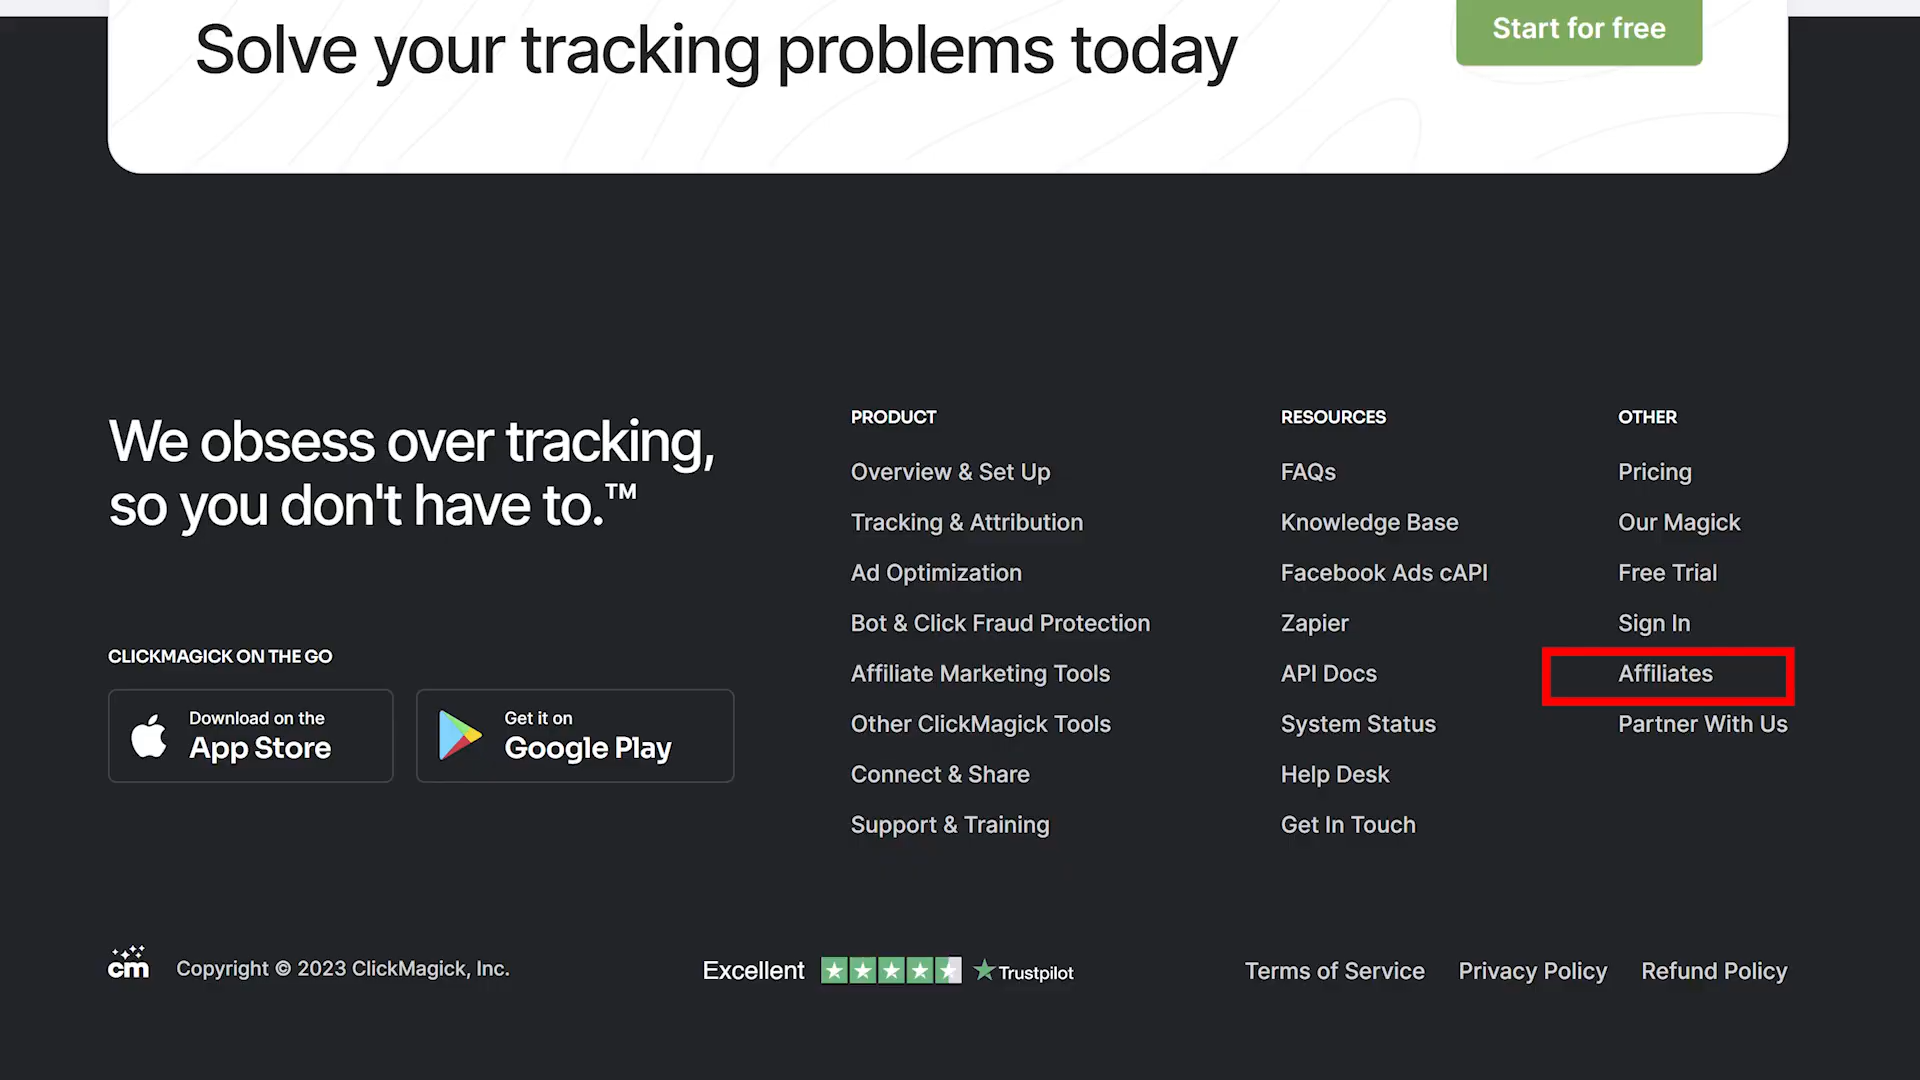 Solve your tracking problems today
Start for free
We obsess over tracking,
so you don't have to.™
CLICKMAGICK ON THE GO
Download on the
App Store
Get it on
Google Play
PRODUCT
Overview & Set Up
Tracking & Attribution
Ad Optimization
Bot & Click Fraud Protection
Affiliate Marketing Tools
Other ClickMagick Tools
Connect & Share
Support & Training
RESOURCES
FAQs
Knowledge Base
Facebook Ads cAPI
Zapier
API Docs
System Status
Help Desk
Get In Touch
OTHER
Pricing
Our Magick
Free Trial
Sign In
Affiliates
Partner With Us
cm
Copyright © 2023 ClickMagick, Inc.
Excellent
Trustpilot
Terms of Service
Privacy Policy
Refund Policy